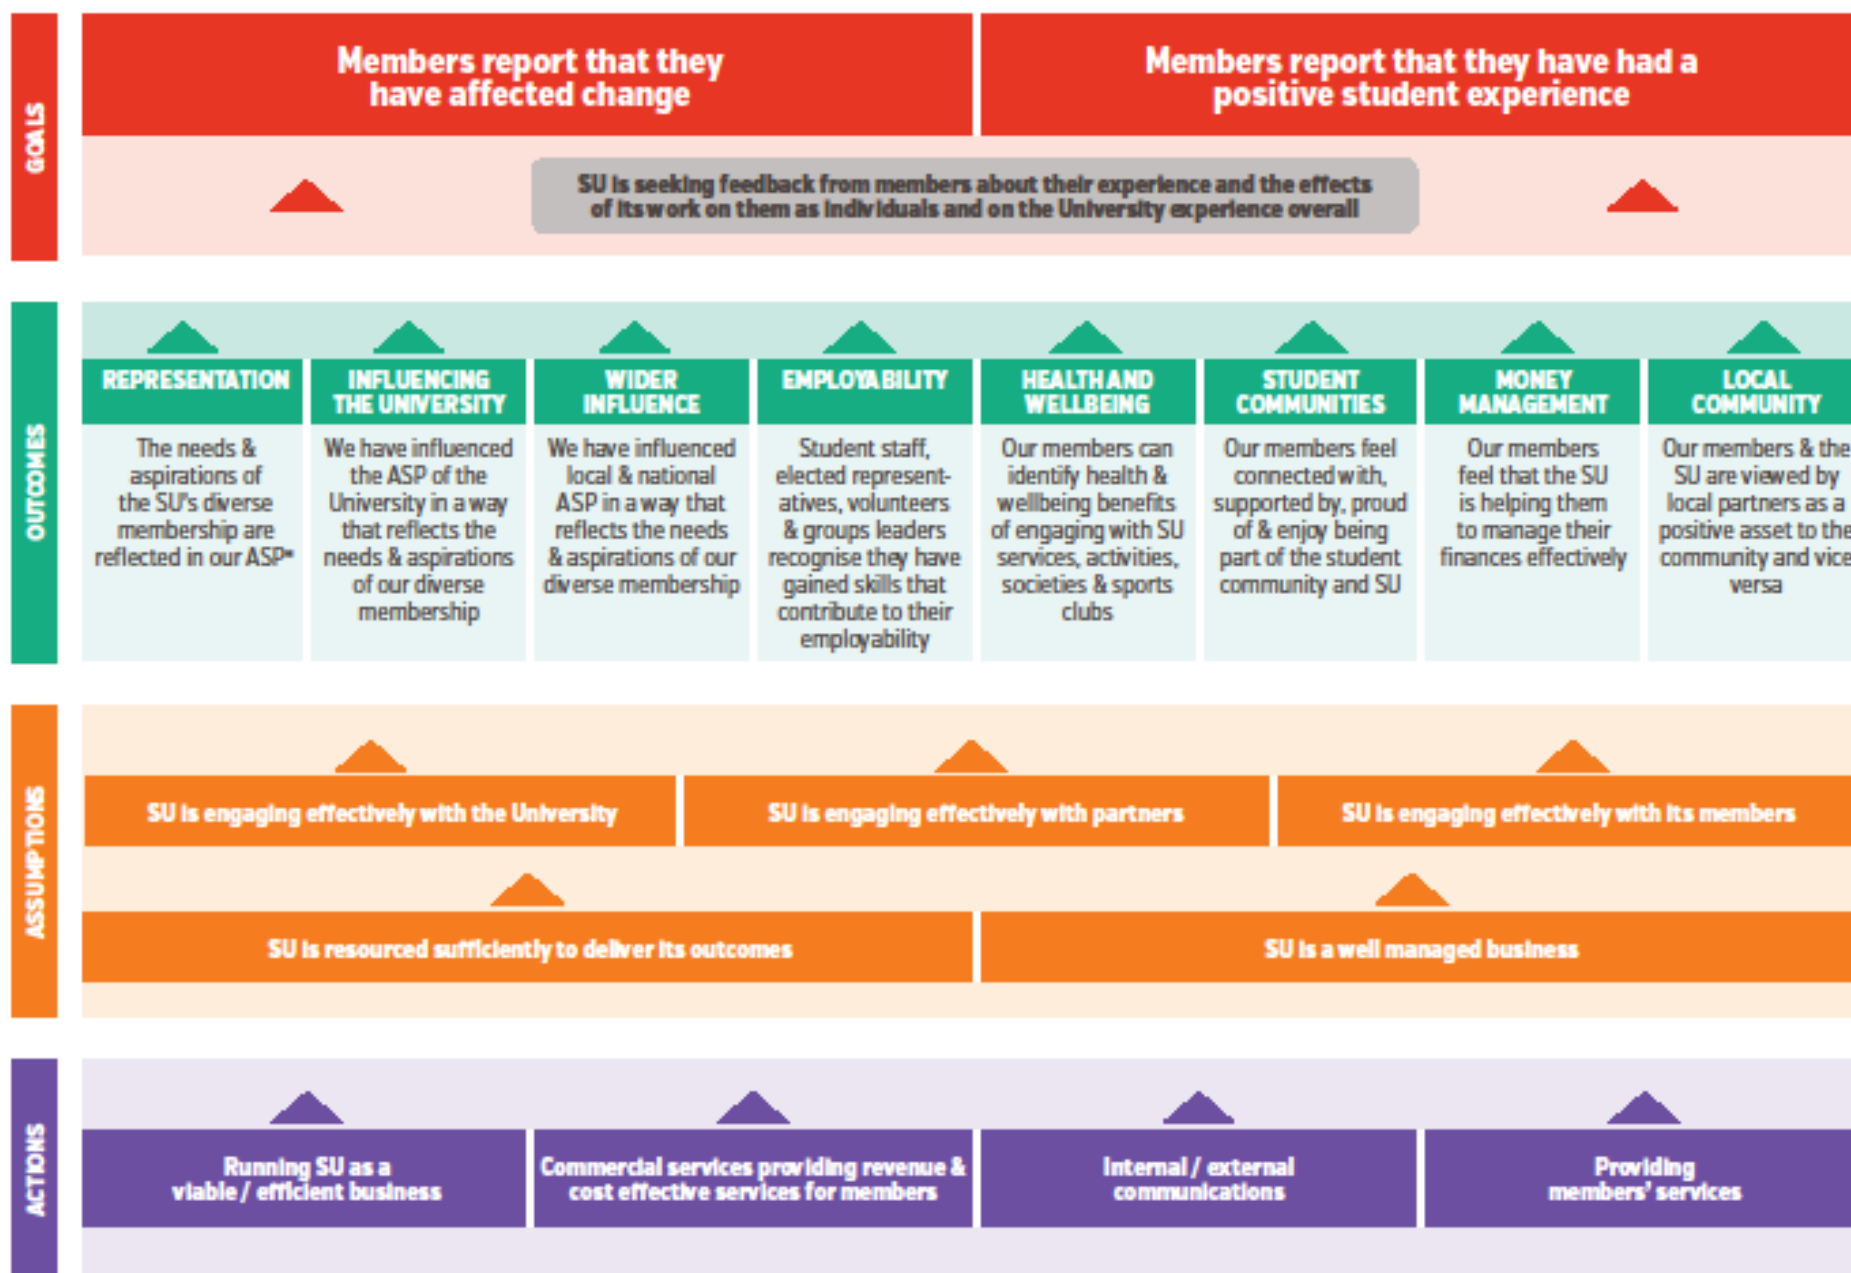 GOALS
Members report that they
have affected change
Members report that they have had a
positive student experience
SU is seeking feedback from members about their experience and the effects
of its work on them as individuals and on the University experience overall
OUTCOMES
REPRESENTATION
The needs &
aspirations of
the SU's diverse
membership are
reflected in our ASP*
INFLUENCING
THE UNIVERSITY
We have influenced
the ASP of the
University in a way
that reflects the
needs & aspirations
of our diverse
membership
WIDER
INFLUENCE
We have influenced
local & national
ASP in a way that
reflects the needs
& aspirations of our
diverse membership
EMPLOYABILITY
Student staff,
elected represent-
atives, volunteers
& groups leaders
recognise they have
gained skills that
contribute to their
employability
HEALTH AND
WELLBEING
Our members can
identify health &
wellbeing benefits
of engaging with SU
services, activities,
societies & sports
clubs
STUDENT
COMMUNITIES
Our members feel
connected with,
supported by, proud
of & enjoy being
part of the student
community and SU
MONEY
MANAGEMENT
Our members
feel that the SU
is helping them
to manage their
finances effectively
LOCAL
COMMUNITY
Our members & the
SU are viewed by
local partners as a
positive asset to the
community and vice
versa
ASSUMPTIONS
SU is engaging effectively with the University
SU is engaging effectively with partners
SU is engaging effectively with its members
SU is resourced sufficiently to deliver its outcomes
SU is a well managed business
ACTIONS
Running SU as a
viable / efficient business
Commercial services providing revenue &
cost effective services for members
Internal / external
communications
Providing
members' services